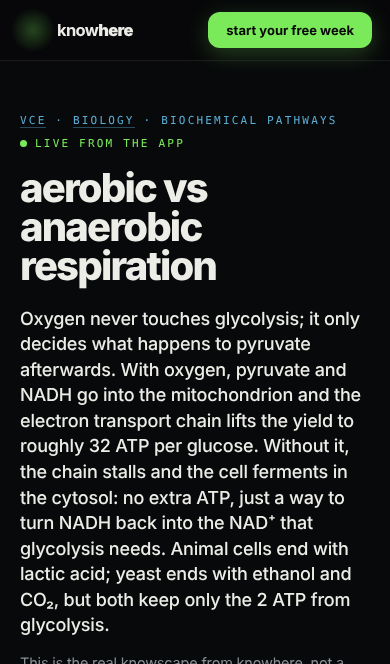 knowhere
start your free week
VCE · BIOLOGY · BIOCHEMICAL PATHWAYS
LIVE FROM THE APP
aerobic vs
anaerobic
respiration
Oxygen never touches glycolysis; it only
decides what happens to pyruvate
afterwards. With oxygen, pyruvate and
NADH go into the mitochondrion and the
electron transport chain lifts the yield to
roughly 32 ATP per glucose. Without it,
the chain stalls and the cell ferments in
the cytosol: no extra ATP, just a way to
turn NADH back into the NAD⁺ that
glycolysis needs. Animal cells end with
lactic acid; yeast ends with ethanol and
CO₂, but both keep only the 2 ATP from
glycolysis.
This is the real knowscape from knowhere, not a